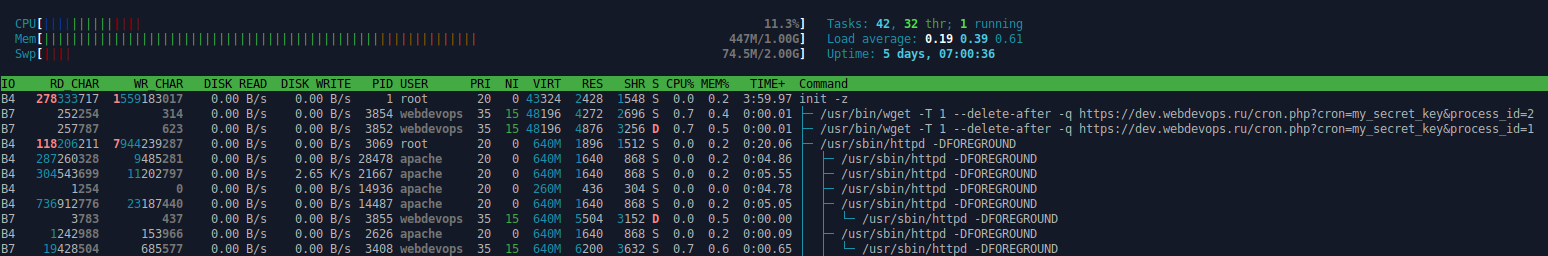 CPU[|||||||||||||| 11.3%] Tasks: 42, 32 thr; 1 running
Mem[|||||||||||||||||||||||||||||||||||||||||||||||||||||||||||||| 447M/1.00G] Load average: 0.19 0.39 0.61
Swp[|||| 74.5M/2.00G] Uptime: 5 days, 07:00:36
IO RD_CHAR WR_CHAR DISK READ DISK WRITE PID USER PRI NI VIRT RES SHR S CPU% MEM% TIME+ Command
B4 278333717 1559183017 0.00 B/s 0.00 B/s 1 root 20 0 43324 2428 1548 S 0.0 0.2 3:59.97 init -z
B7 252254 314 0.00 B/s 0.00 B/s 3854 webdevops 35 15 48196 4272 2696 S 0.7 0.4 0:00.01 ├─ /usr/bin/wget -T 1 --delete-after -q https://dev.webdevops.ru/cron.php?cron=my_secret_key&process_id=2
B7 257787 623 0.00 B/s 0.00 B/s 3852 webdevops 35 15 48196 4876 3256 D 0.7 0.5 0:00.01 ├─ /usr/bin/wget -T 1 --delete-after -q https://dev.webdevops.ru/cron.php?cron=my_secret_key&process_id=1
B4 118206211 7944239287 0.00 B/s 0.00 B/s 3069 root 20 0 640M 1896 1512 S 0.0 0.2 0:20.06 ├─ /usr/sbin/httpd -DFOREGROUND
B4 287260328 9485281 0.00 B/s 0.00 B/s 28478 apache 20 0 640M 1640 868 S 0.0 0.2 0:04.86 │ ├─ /usr/sbin/httpd -DFOREGROUND
B4 304543699 11202797 0.00 B/s 2.65 K/s 21667 apache 20 0 640M 1640 868 S 0.0 0.2 0:05.55 │ ├─ /usr/sbin/httpd -DFOREGROUND
B4 1254 0 0.00 B/s 0.00 B/s 14936 apache 20 0 260M 436 304 S 0.0 0.0 0:04.78 │ ├─ /usr/sbin/httpd -DFOREGROUND
B4 736912776 23187440 0.00 B/s 0.00 B/s 14487 apache 20 0 640M 1640 868 S 0.0 0.2 0:05.05 │ ├─ /usr/sbin/httpd -DFOREGROUND
B7 3783 437 0.00 B/s 0.00 B/s 3855 webdevops 35 15 640M 5504 3152 D 0.0 0.5 0:00.00 │ │ └─ /usr/sbin/httpd -DFOREGROUND
B4 1242988 153966 0.00 B/s 0.00 B/s 2626 apache 20 0 640M 1640 868 S 0.0 0.2 0:00.09 │ ├─ /usr/sbin/httpd -DFOREGROUND
B7 19428504 685577 0.00 B/s 0.00 B/s 3408 webdevops 35 15 640M 6200 3632 S 0.7 0.6 0:00.65 │ │ └─ /usr/sbin/httpd -DFOREGROUND